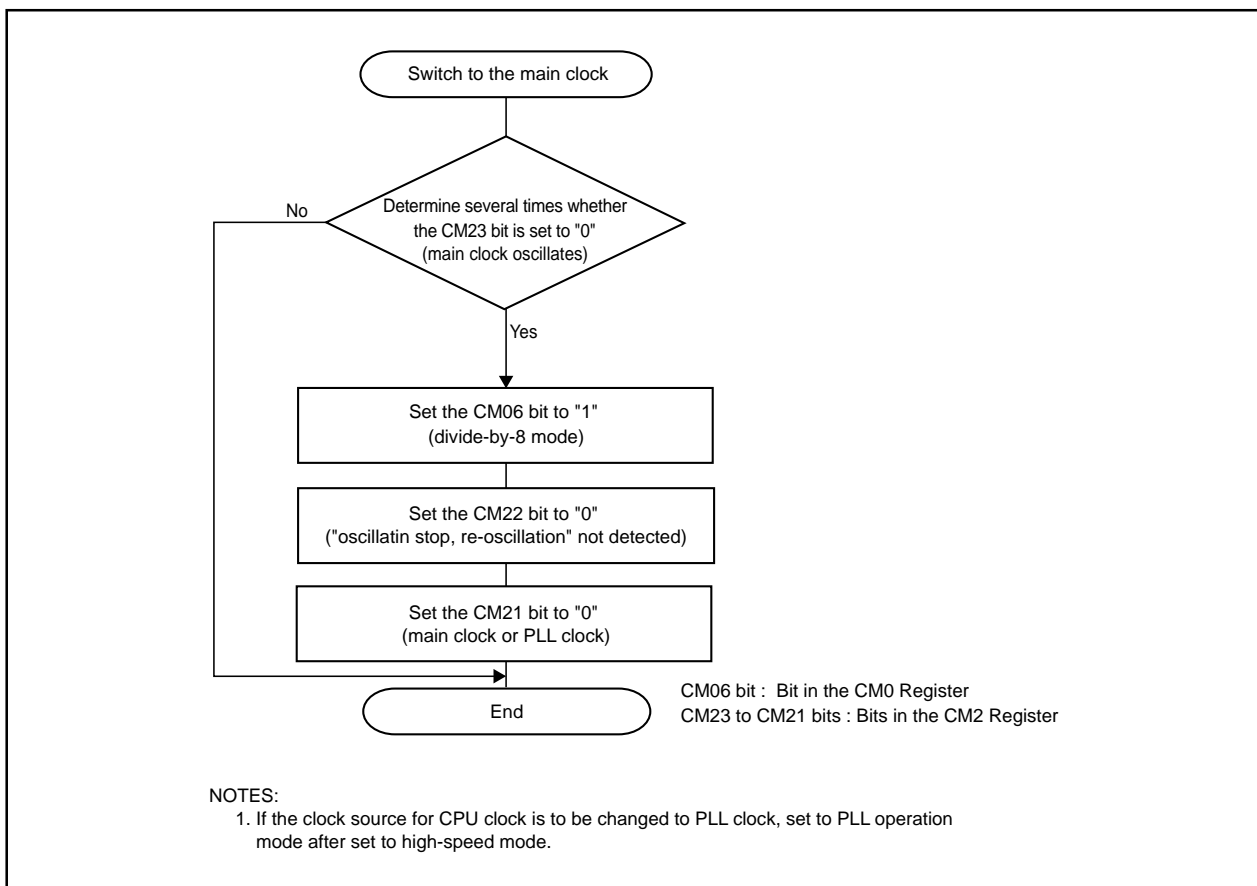 Switch to the main clock
Determine several times whether
the CM23 bit is set to "0"
(main clock oscillates)
No
Yes
Set the CM06 bit to "1"
(divide-by-8 mode)
Set the CM22 bit to "0"
("oscillatin stop, re-oscillation" not detected)
Set the CM21 bit to "0"
(main clock or PLL clock)
End
CM06 bit : Bit in the CM0 Register
CM23 to CM21 bits : Bits in the CM2 Register
NOTES:
1. If the clock source for CPU clock is to be changed to PLL clock, set to PLL operation
mode after set to high-speed mode.